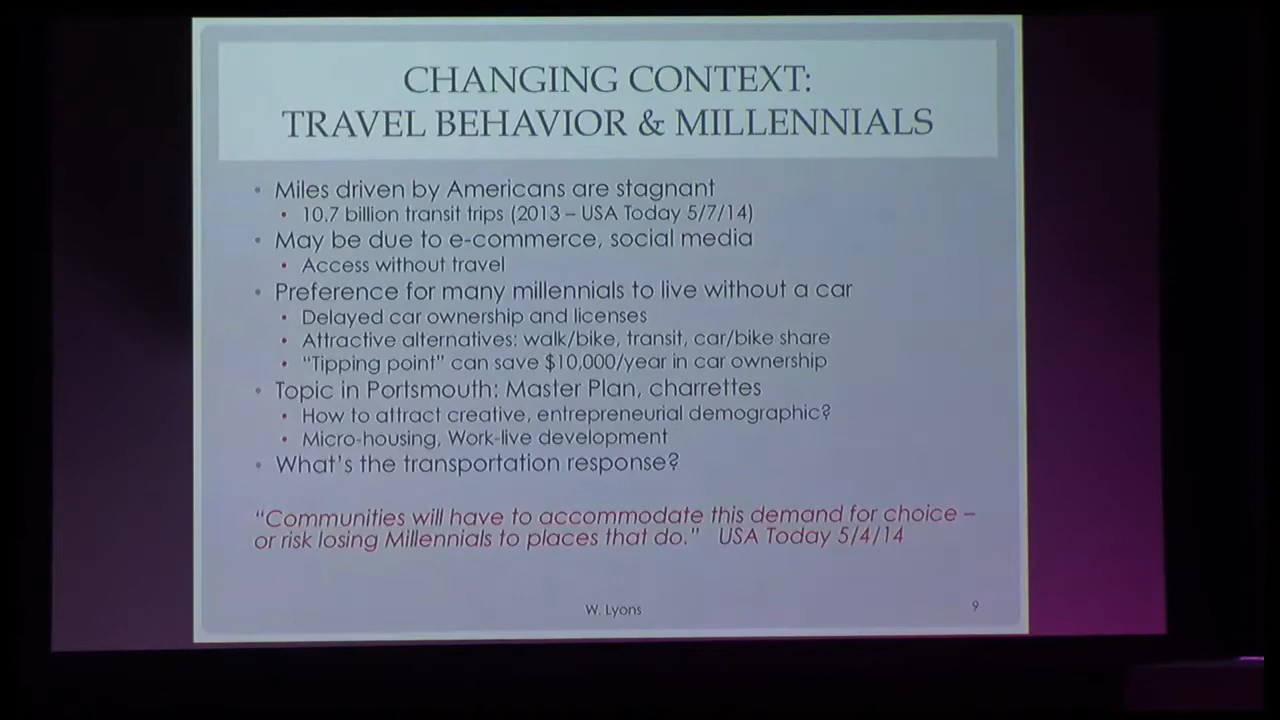 CHANGING CONTEXT:
TRAVEL BEHAVIOR & MILLENNIALS
• Miles driven by Americans are stagnant
• 10.7 billion transit trips (2013 – USA Today 5/7/14)
• May be due to e-commerce, social media
• Access without travel
• Preference for many millennials to live without a car
• Delayed car ownership and licenses
• Attractive alternatives: walk/bike, transit, car/bike share
• "Tipping point" can save $10,000/year in car ownership
• Topic in Portsmouth: Master Plan, charrettes
• How to attract creative, entrepreneurial demographic?
• Micro-housing, Work-live development
• What's the transportation response?
"Communities will have to accommodate this demand for choice –
or risk losing Millennials to places that do." USA Today 5/4/14
W. Lyons
9